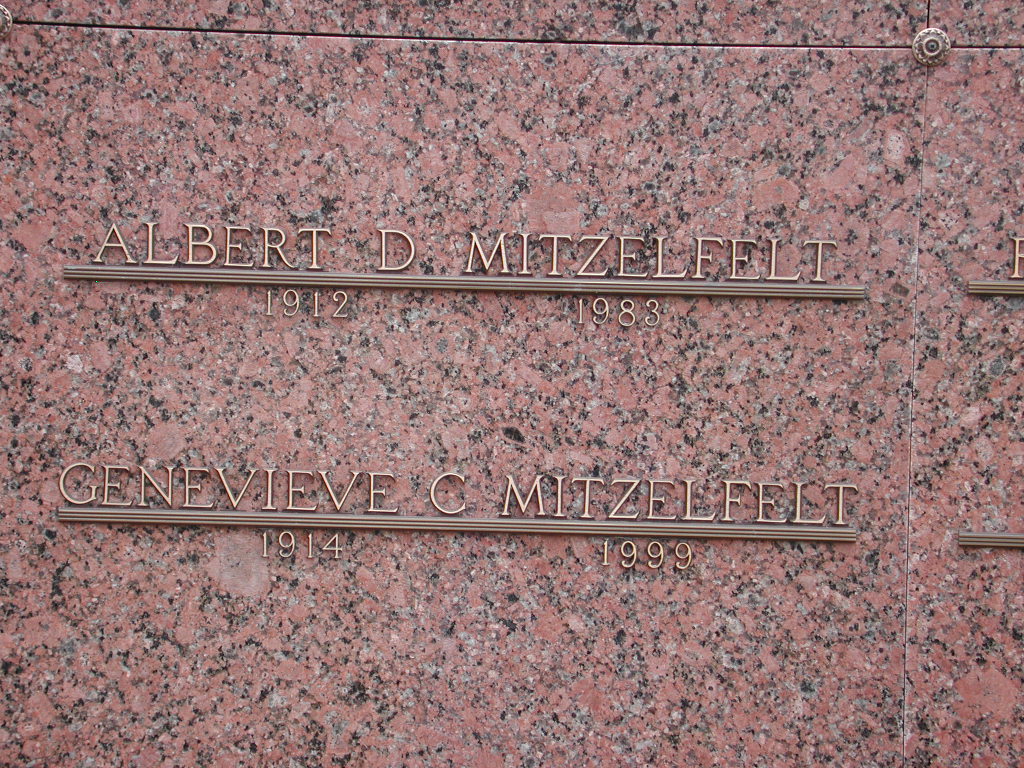 ALBERT D MITZELFELT
1912 1983
GENEVIEVE C MITZELFELT
1914 1999